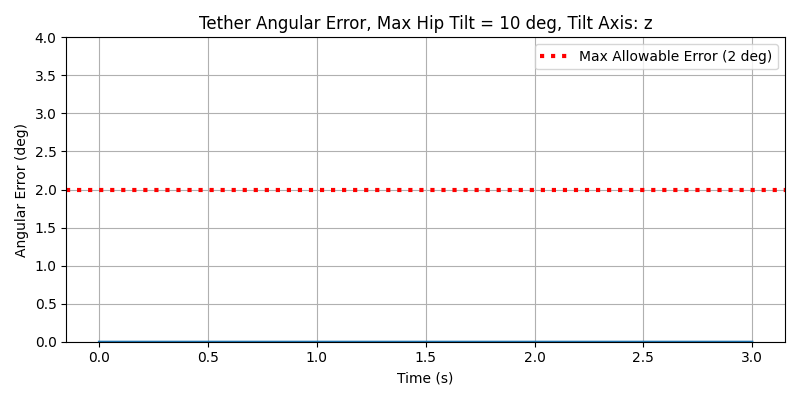 Tether Angular Error, Max Hip Tilt = 10 deg, Tilt Axis: z
Max Allowable Error (2 deg)
Angular Error (deg)
4.0
3.5
3.0
2.5
2.0
1.5
1.0
0.5
0.0
0.0 0.5 1.0 1.5 2.0 2.5 3.0
Time (s)